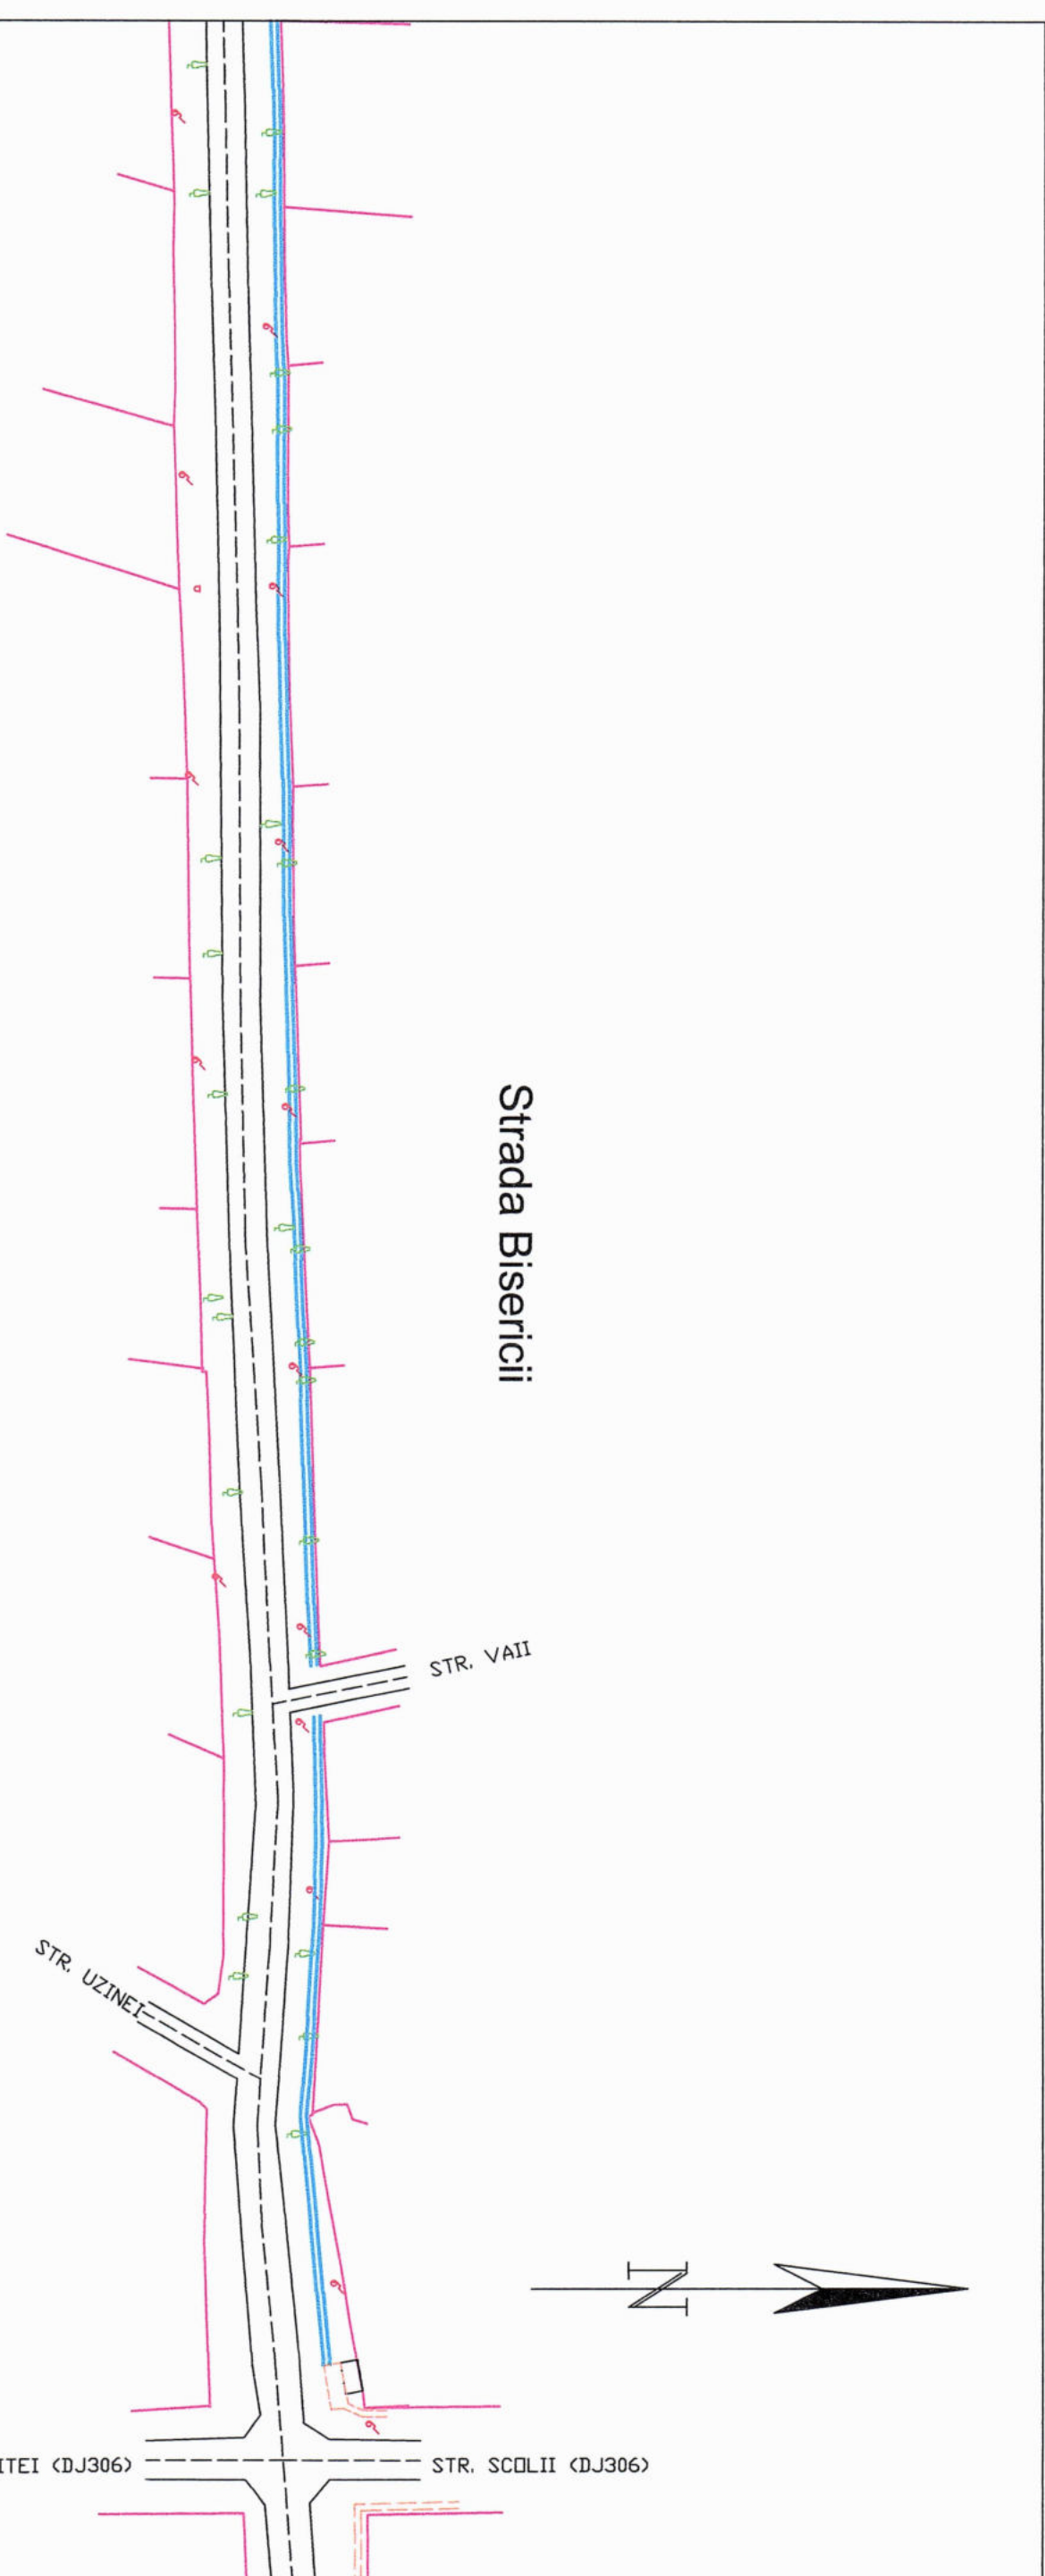 Strada Bisericii
STR. VAII
STR. UZINEI
N
ITEI (DJ306)
STR. SCOLII (DJ306)